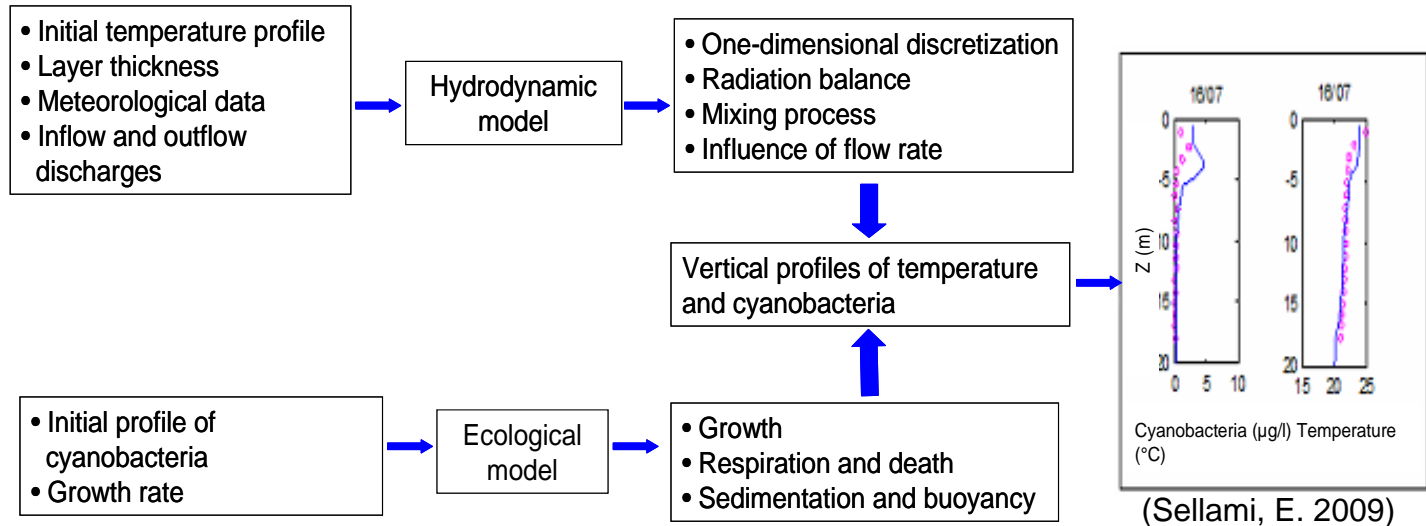 • Initial temperature profile
• Layer thickness
• Meteorological data
• Inflow and outflow
discharges
Hydrodynamic
model
• One-dimensional discretization
• Radiation balance
• Mixing process
• Influence of flow rate
Vertical profiles of temperature
and cyanobacteria
• Initial profile of
cyanobacteria
• Growth rate
Ecological
model
• Growth
• Respiration and death
• Sedimentation and buoyancy
16/07
0
-5
10
15
20
0 5 10
Z (m)
16/07
0
-5
10
15
20
15 20 25
Cyanobacteria (µg/l) Temperature
(°C)
(Sellami, E. 2009)